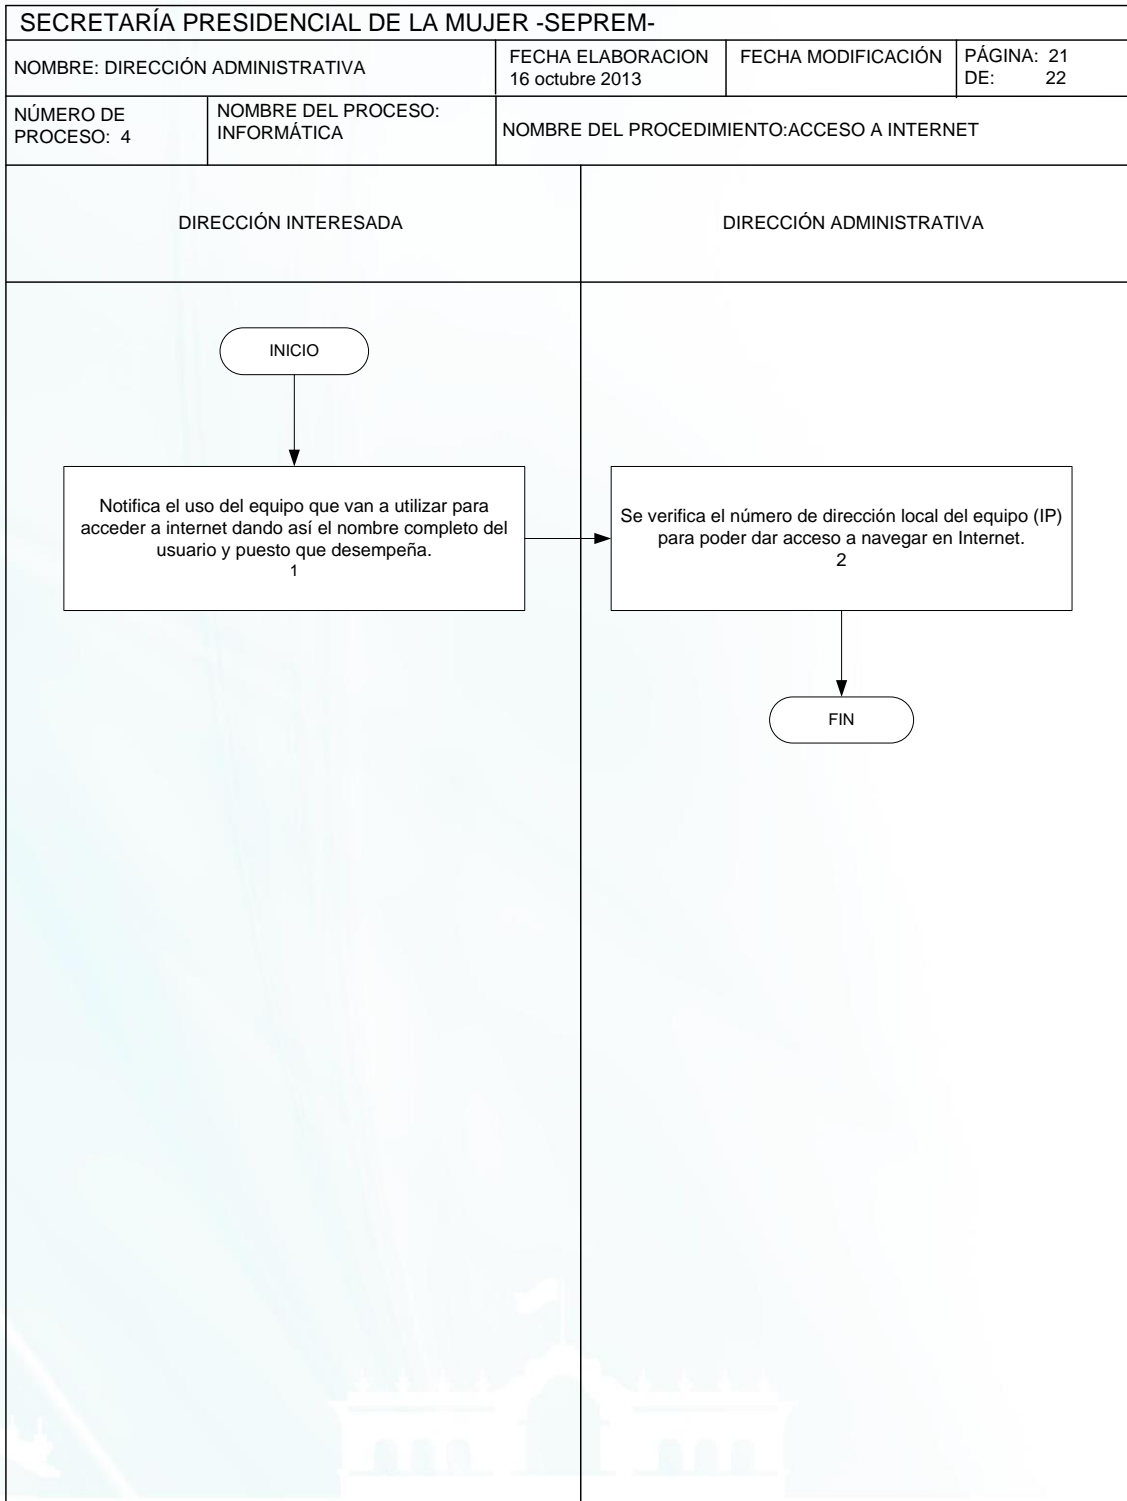 SECRETARÍA PRESIDENCIAL DE LA MUJER -SEPREM-
NOMBRE: DIRECCIÓN ADMINISTRATIVA
FECHA ELABORACION
16 octubre 2013
FECHA MODIFICACIÓN
PÁGINA: 21
DE: 22
NÚMERO DE
PROCESO: 4
NOMBRE DEL PROCESO:
INFORMÁTICA
NOMBRE DEL PROCEDIMIENTO:ACCESO A INTERNET
DIRECCIÓN INTERESADA
DIRECCIÓN ADMINISTRATIVA
INICIO
Notifica el uso del equipo que van a utilizar para
acceder a internet dando así el nombre completo del
usuario y puesto que desempeña.
1
Se verifica el número de dirección local del equipo (IP)
para poder dar acceso a navegar en Internet.
2
FIN